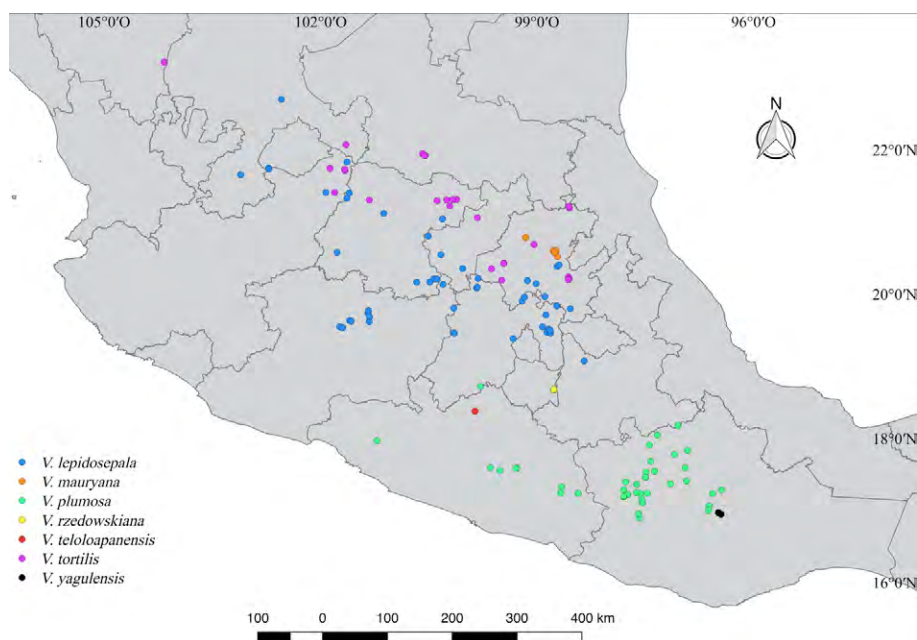 105°0'O 102°0'O 99°0'O 96°0'O
N
22°0'N
20°0'N
18°0'N
V. lepidosepala
V. mauryana
V. plumosa
V. rzedowskiana
V. teloloapanensis
V. tortilis
V. yagulensis
16°0'N
100 0 100 200 300 400 km